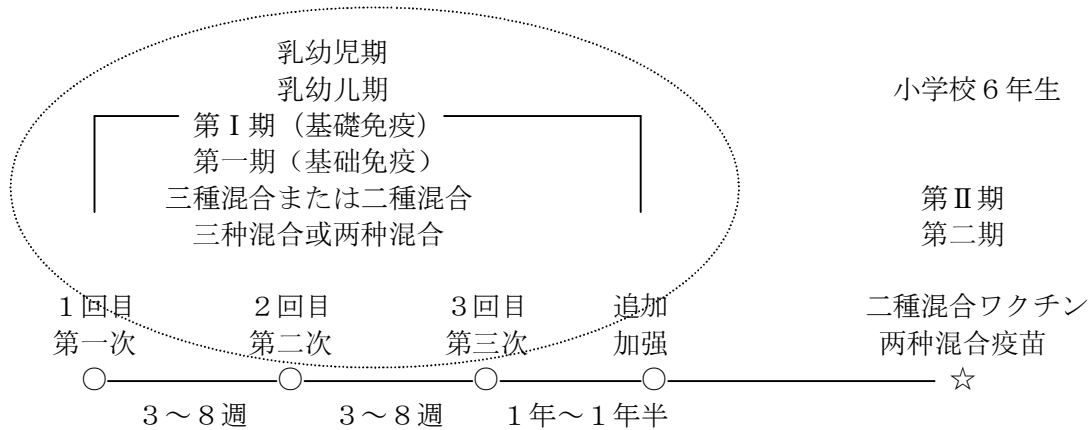 乳幼児期
乳幼儿期
小学校６年生
第Ⅰ期（基礎免疫）
第一期（基础免疫）
三種混合または二種混合
三种混合或两种混合
第Ⅱ期
第二期
１回目 ２回目 ３回目 追加 二種混合ワクチン
第一次 第二次 第三次 加强 两种混合疫苗
３～８週 ３～８週 １年～１年半